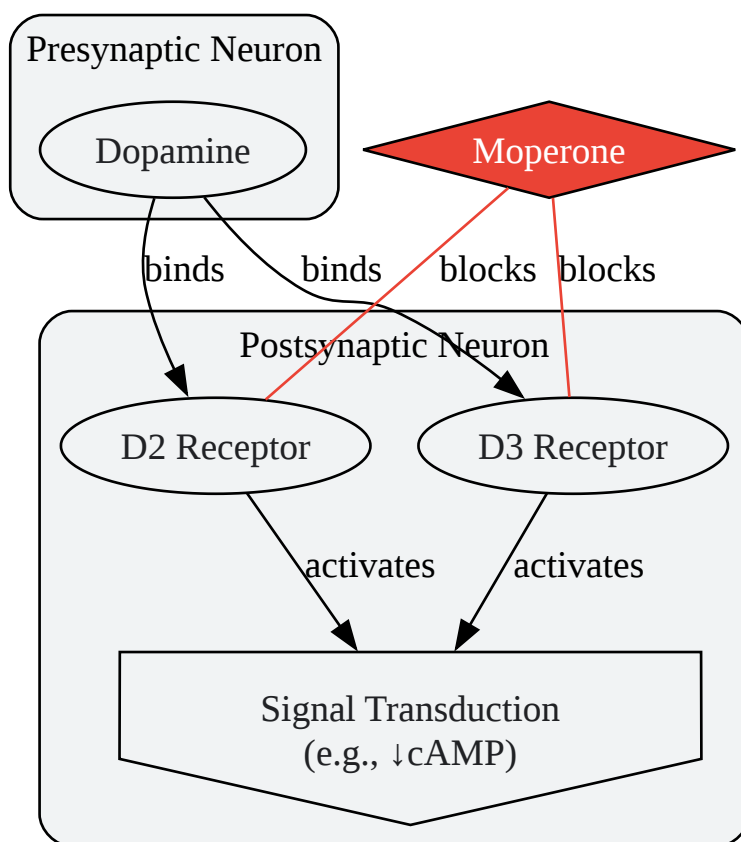 Presynaptic Neuron
Dopamine
Moperone
binds
binds
blocks
blocks
Postsynaptic Neuron
D2 Receptor
D3 Receptor
activates
activates
Signal Transduction
(e.g., ↓cAMP)